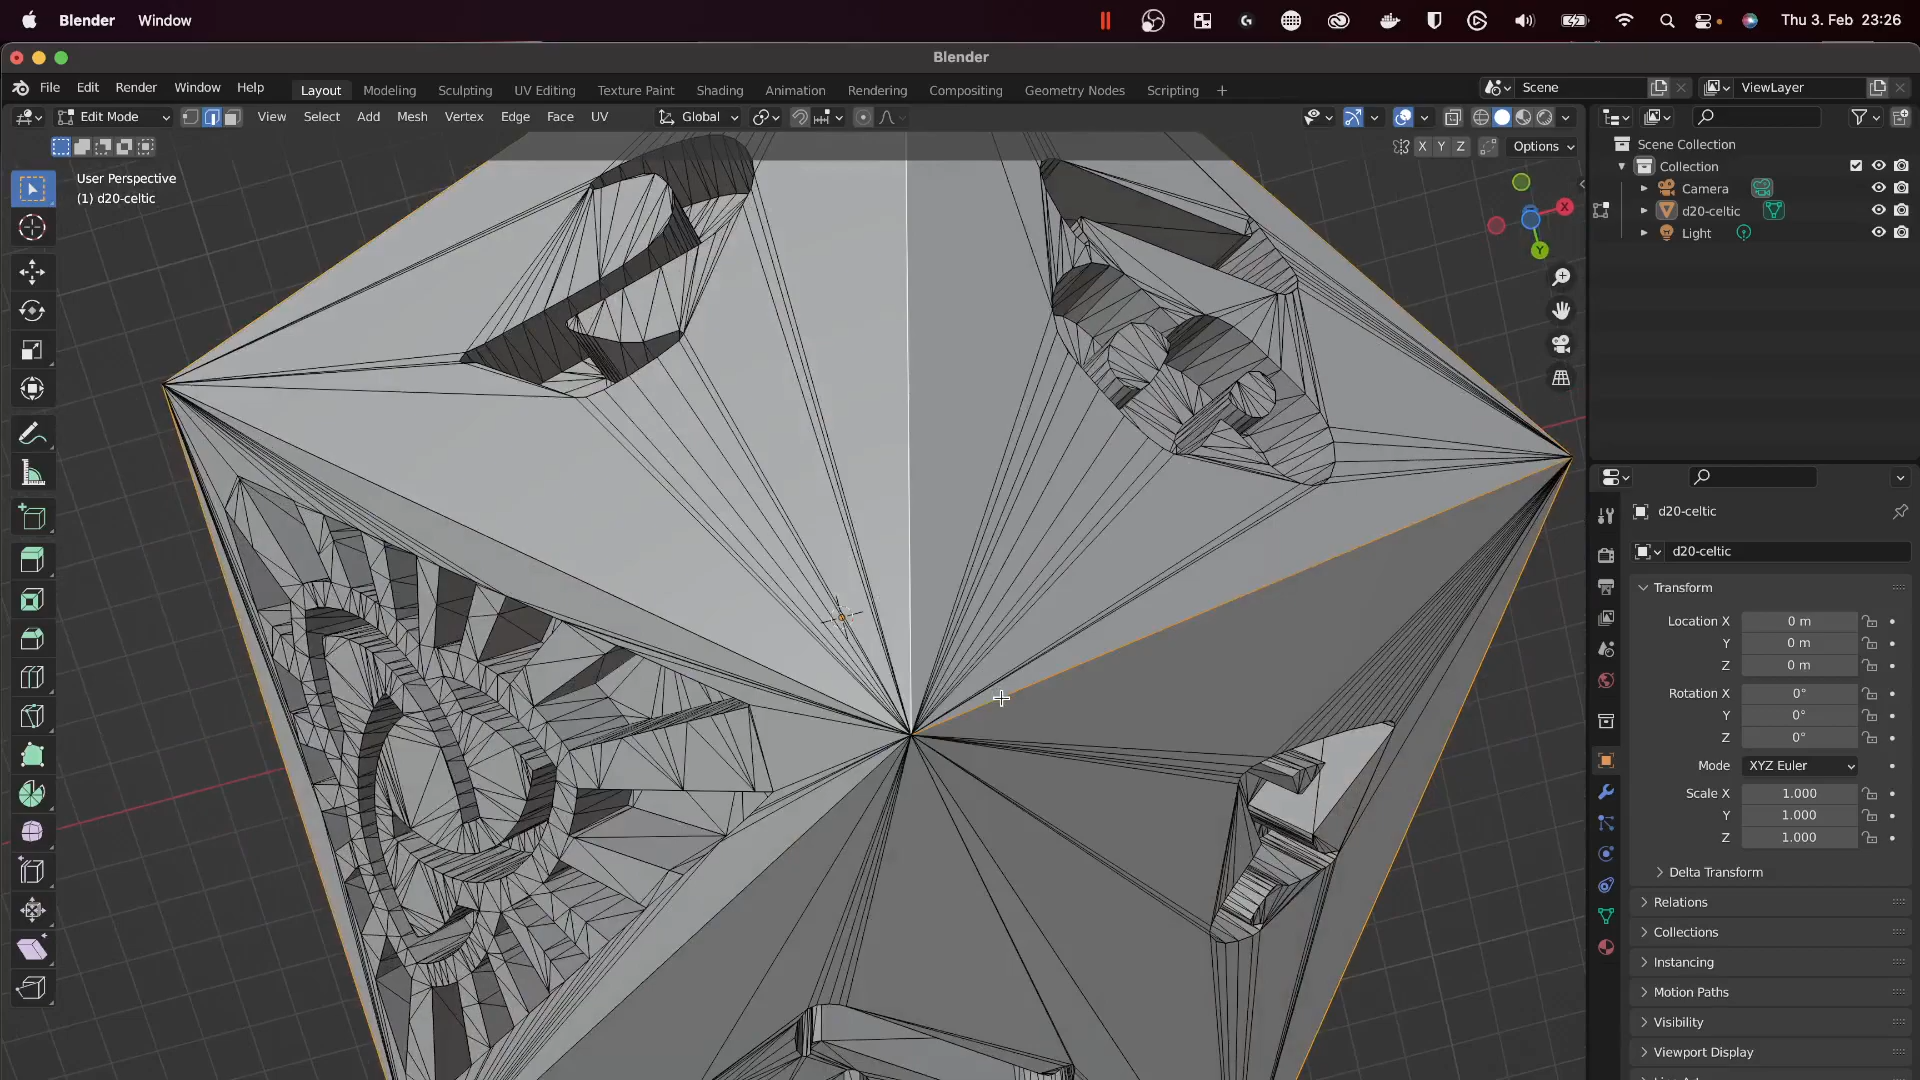 Blender Window
Thu 3. Feb 23:26
Blender
File Edit Render Window Help
Layout Modeling Sculpting UV Editing Texture Paint Shading Animation Rendering Compositing Geometry Nodes Scripting +
Scene
ViewLayer
Edit Mode
View Select Add Mesh Vertex Edge Face UV
Global
X Y Z
Options
User Perspective
(1) d20-celtic
X
Y
Scene Collection
Collection
Camera
d20-celtic
Light
d20-celtic
d20-celtic
Transform
Location X 0 m
Y 0 m
Z 0 m
Rotation X 0°
Y 0°
Z 0°
Mode XYZ Euler
Scale X 1.000
Y 1.000
Z 1.000
Delta Transform
Relations
Collections
Instancing
Motion Paths
Visibility
Viewport Display